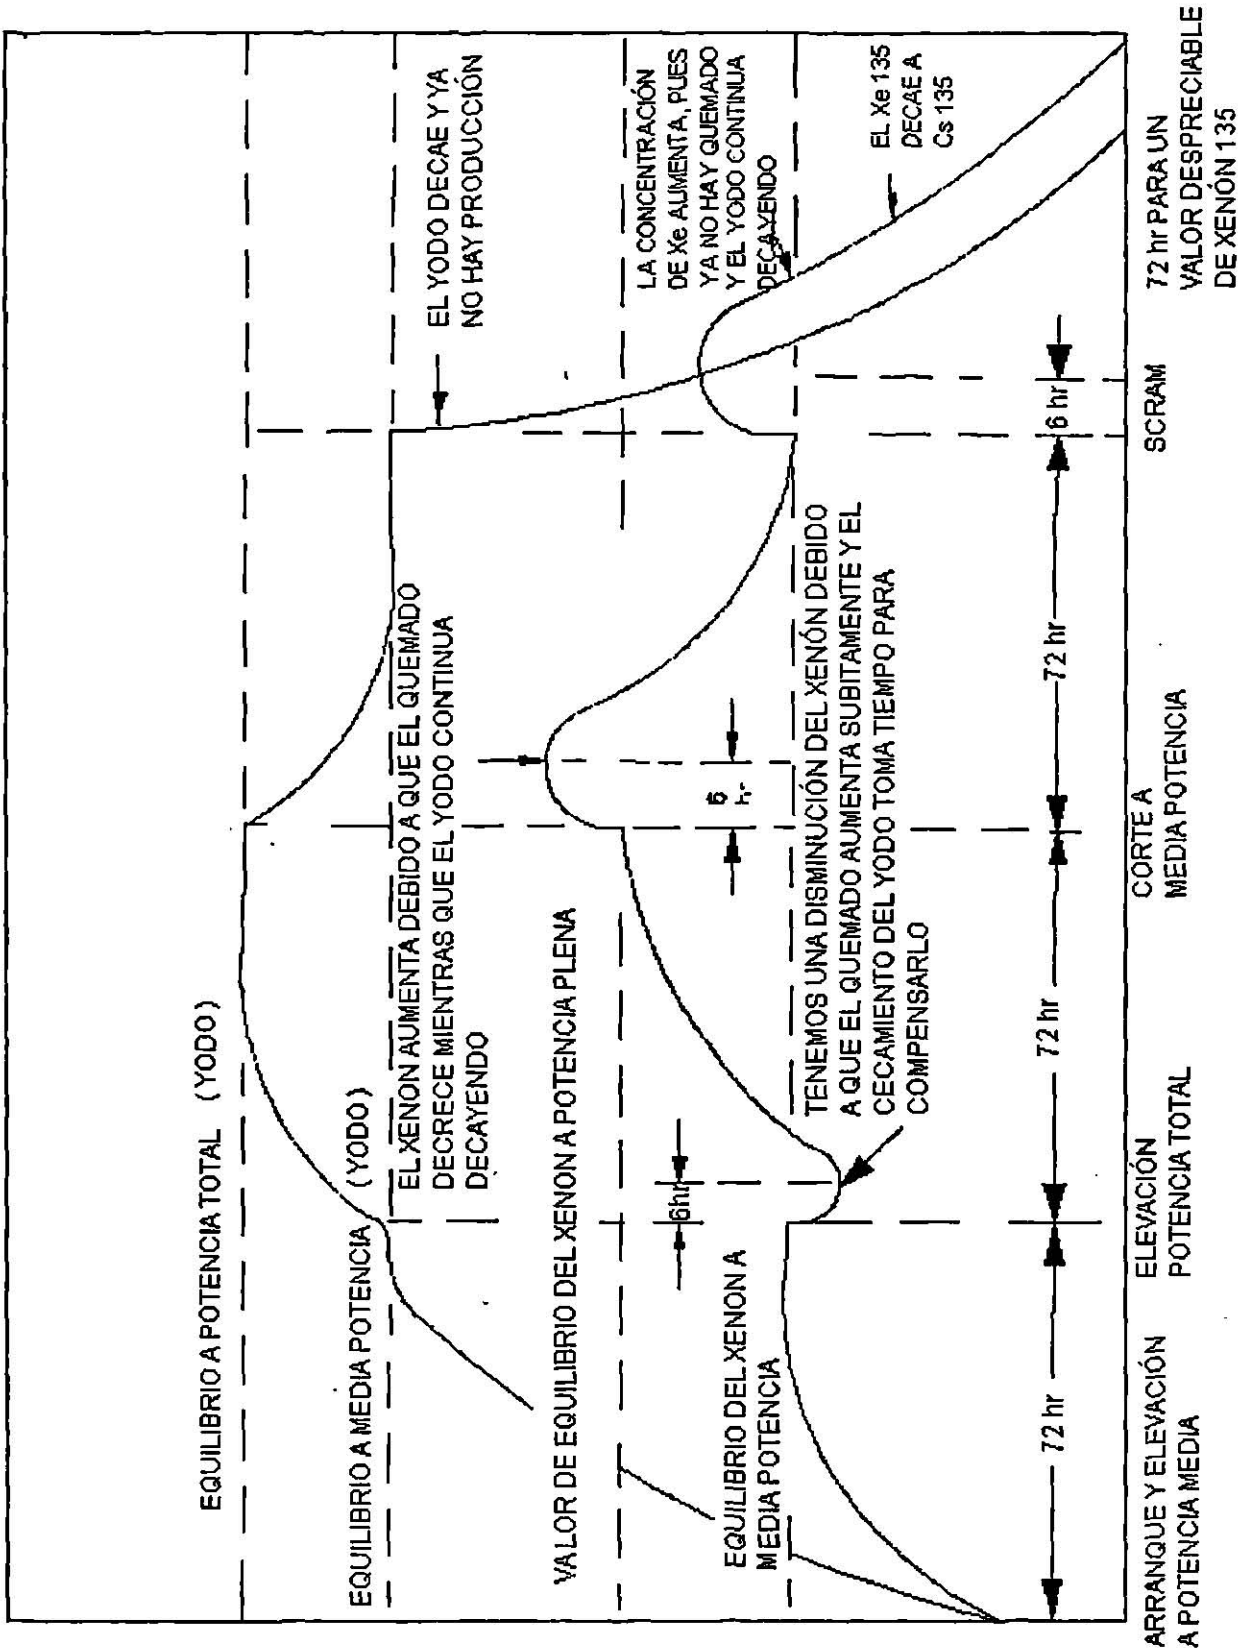 EQUILIBRIO A POTENCIA TOTAL (YODO)
EQUILIBRIO A MEDIA POTENCIA (YODO)
EL YODO DECAE Y YA
NO HAY PRODUCCIÓN
EL XENON AUMENTA DEBIDO A QUE EL QUEMADO
DECRECE MIENTRAS QUE EL YODO CONTINUA
DECAYENDO
VALOR DE EQUILIBRIO DEL XENON A POTENCIA PLENA
LA CONCENTRACIÓN
DE Xe AUMENTA, PUES
YA NO HAY QUEMADO
Y EL YODO CONTINUA
DECAYENDO
6hr
6
hr
EQUILIBRIO DEL XENON A
MEDIA POTENCIA
TENEMOS UNA DISMINUCIÓN DEL XENÓN DEBIDO
A QUE EL QUEMADO AUMENTA SUBITAMENTE Y EL
CECAMIENTO DEL YODO TOMA TIEMPO PARA
COMPENSARLO
EL Xe 135
DECAE A
Cs 135
72 hr
72 hr
72 hr
6 hr
ARRANQUE Y ELEVACIÓN
A POTENCIA MEDIA
ELEVACIÓN
POTENCIA TOTAL
CORTE A
MEDIA POTENCIA
SCRAM
72 hr PARA UN
VALOR DESPRECIABLE
DE XENÓN 135